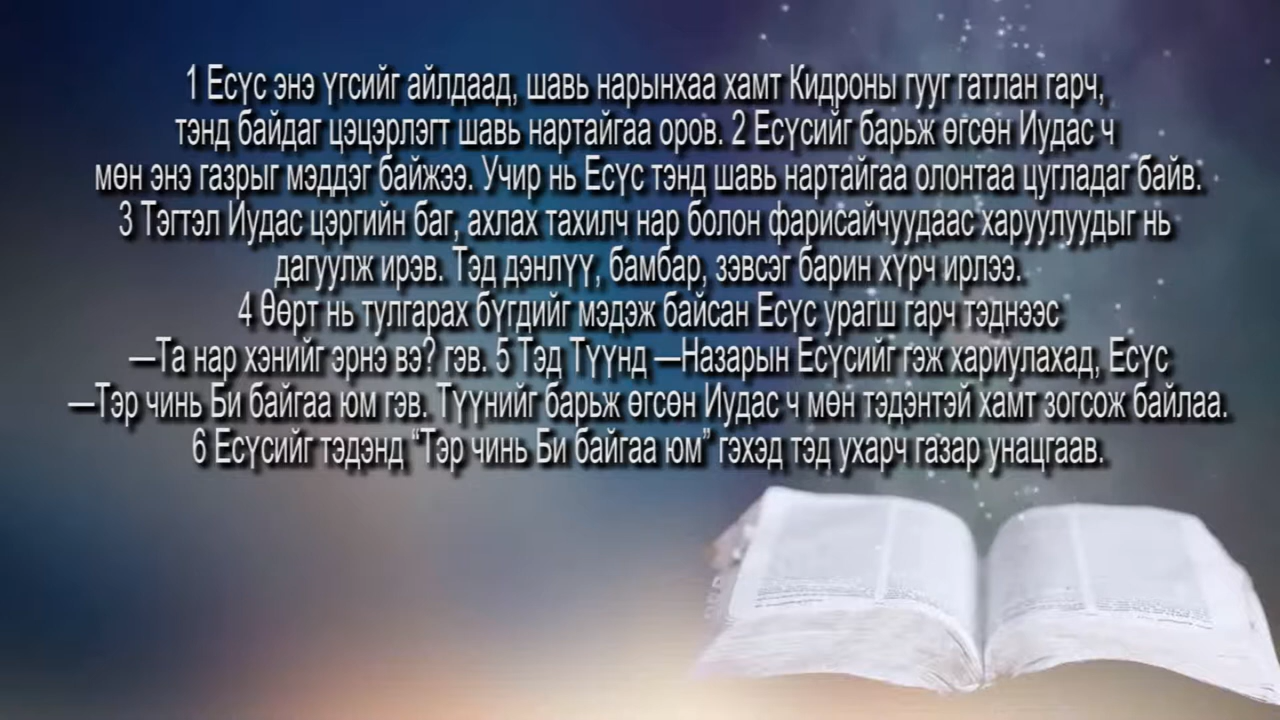 1 Есүс энэ үгсийг айлдаад, шавь нарынхаа хамт Кидроны гууг гатлан гарч,
тэнд байдаг цэцэрлэгт шавь нартайгаа оров. 2 Есүсийг барьж өгсөн Иудас ч
мөн энэ газрыг мэддэг байжээ. Учир нь Есүс тэнд шавь нартайгаа олонтаа цугладаг байв.
3 Тэгтэл Иудас цэргийн баг, ахлах тахилч нар болон фарисайчуудаас харуулуудыг нь
дагуулж ирэв. Тэд дэнлүү, бамбар, зэвсэг барин хүрч ирлээ.
4 Өөрт нь тулгарах бүгдийг мэдэж байсан Есүс урагш гарч тэднээс
—Та нар хэнийг эрнэ вэ? гэв. 5 Тэд Түүнд —Назарын Есүсийг гэж хариулахад, Есүс
—Тэр чинь Би байгаа юм гэв. Түүнийг барьж өгсөн Иудас ч мөн тэдэнтэй хамт зогсож байлаа.
6 Есүсийг тэдэнд “Тэр чинь Би байгаа юм” гэхэд тэд ухарч газар унацгаав.